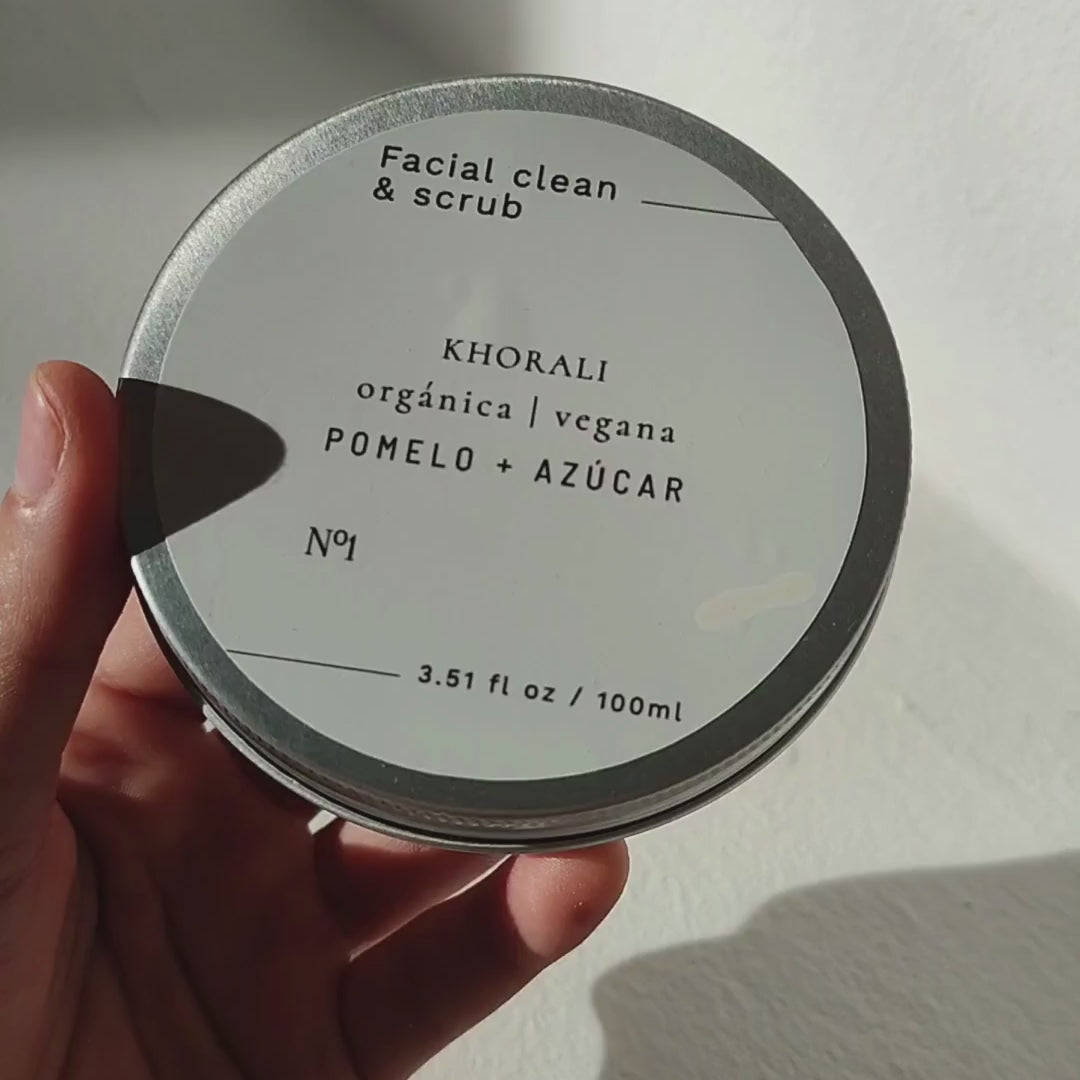 Facial clean
& scrub
KHORALI
orgánica | vegana
POMELO + AZÚCAR
Nº1
3.51 fl oz / 100ml